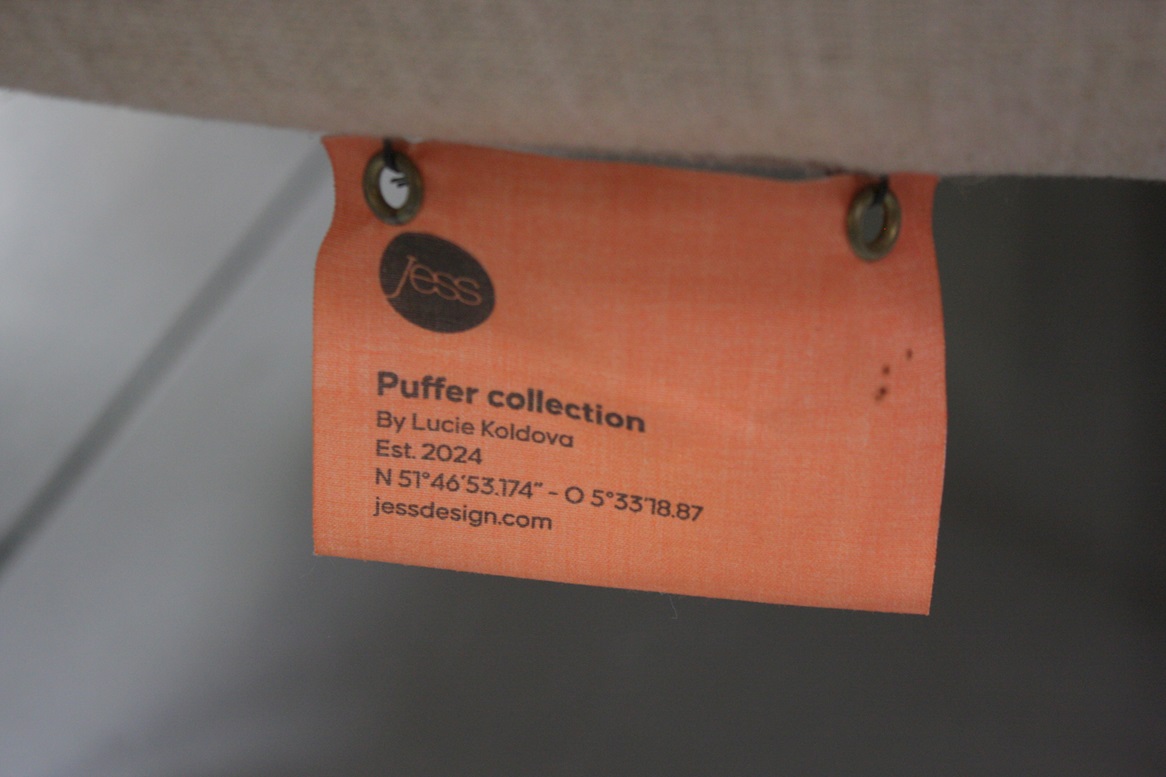 jess
Puffer collection
By Lucie Koldova
Est. 2024
N 51°46'53.174" - O 5°33'18.87
jessdesign.com